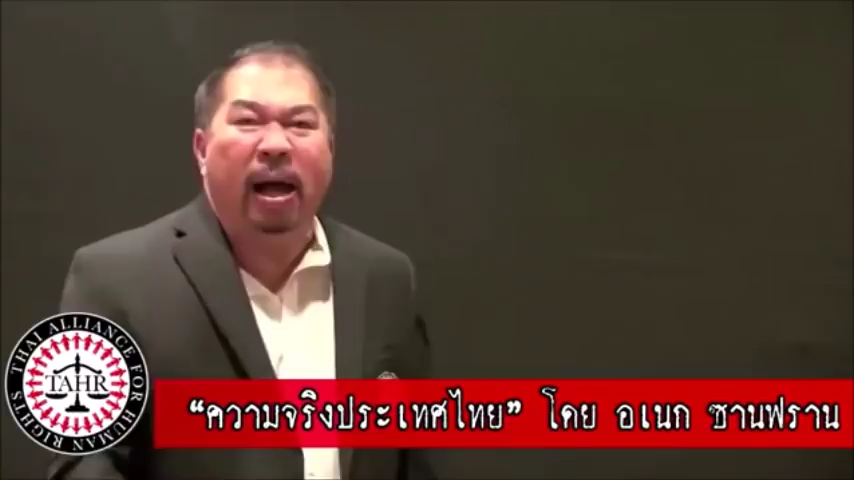 THAI ALLIANCE FOR HUMAN RIGHTS
TAHR
“ความจริงประเทศไทย” โดย อเนก ซานฟราน